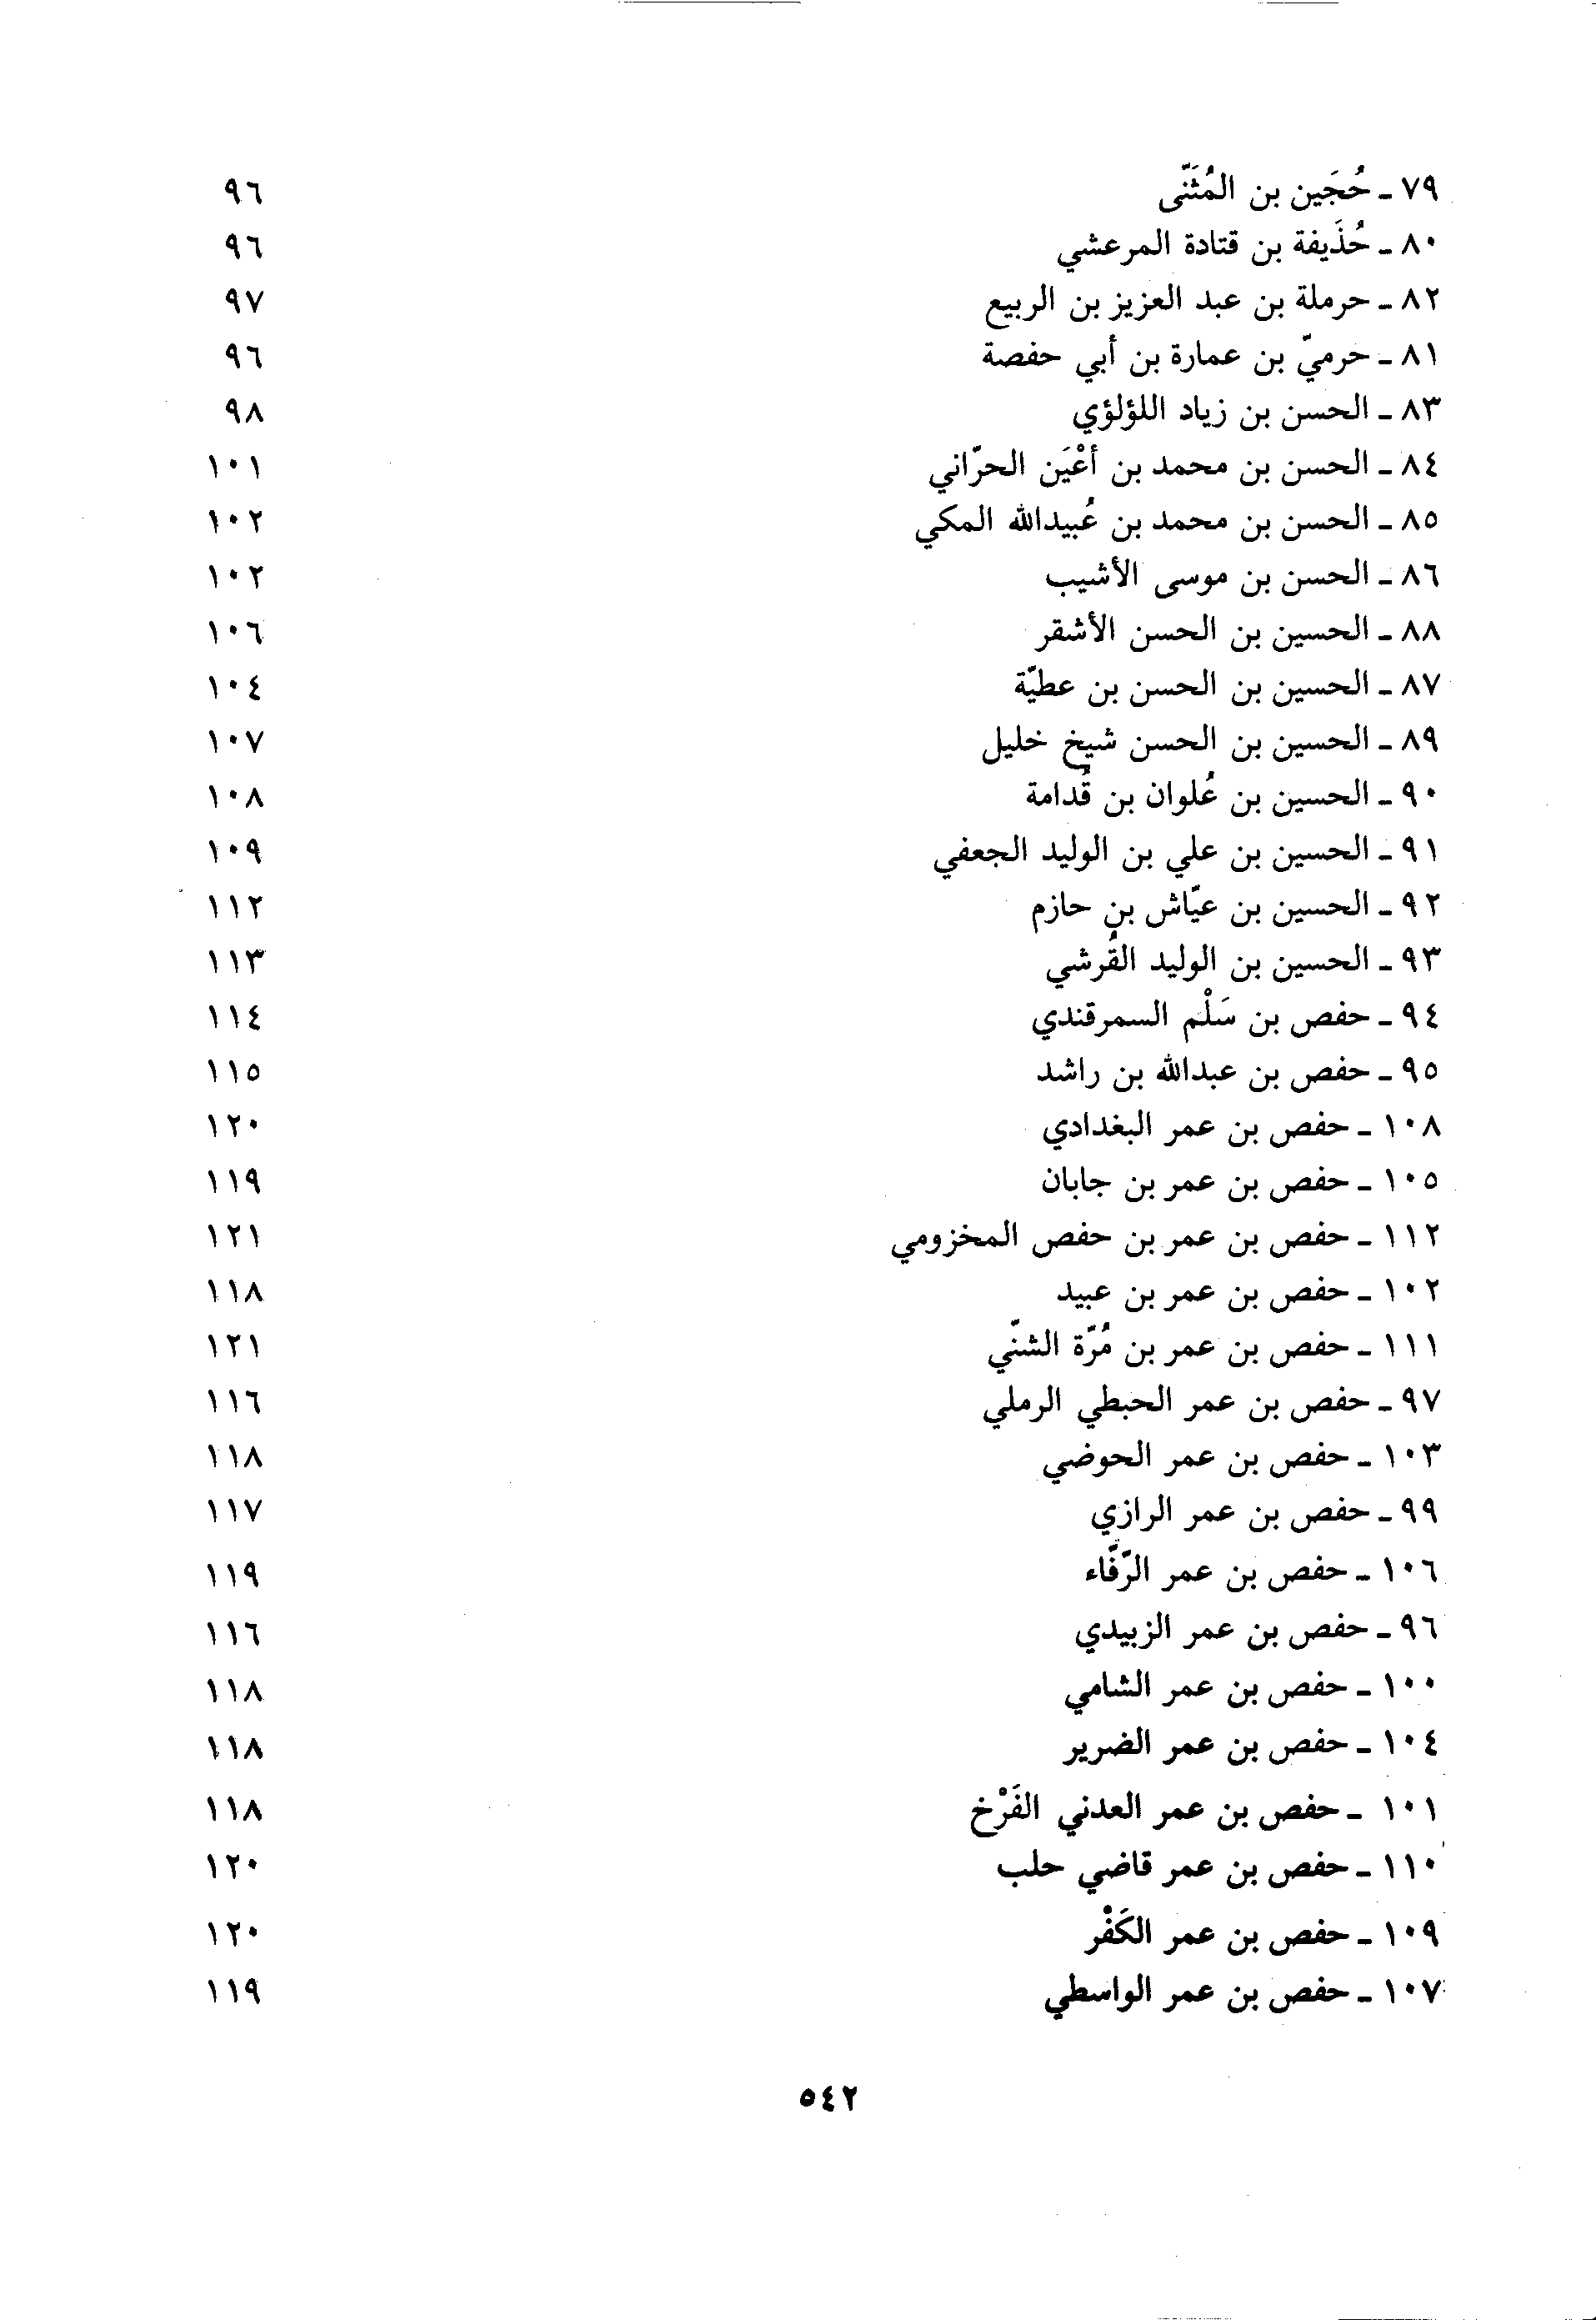 ٧٩ ـ حُجَين بن المُثَنّى ٩٦
٨٠ ـ حُذَيفة بن قتادة المرعشي ٩٦
٨٢ ـ حرملة بن عبد العزيز بن الربيع ٩٧
٨١ ـ حرميّ بن عمارة بن أبي حفصة ٩٦
٨٣ ـ الحسن بن زياد اللؤلؤي ٩٨
٨٤ ـ الحسن بن محمد بن أعْيَن الحرّاني ١٠١
٨٥ ـ الحسن بن محمد بن عُبيدالله المكي ١٠٢
٨٦ ـ الحسن بن موسى الأشيب ١٠٢
٨٨ ـ الحسين بن الحسن الأشقر ١٠٦
٨٧ ـ الحسين بن الحسن بن عطيّة ١٠٤
٨٩ ـ الحسين بن الحسن شيخ خليل ١٠٧
٩٠ ـ الحسين بن عُلوان بن قُدامة ١٠٨
٩١ ـ الحسين بن علي بن الوليد الجعفي ١٠٩
٩٢ ـ الحسين بن عيّاش بن حازم ١١٢
٩٣ ـ الحسين بن الوليد القُرشي ١١٣
٩٤ ـ حفص بن سَلْم السمرقندي ١١٤
٩٥ ـ حفص بن عبدالله بن راشد ١١٥
١٠٨ ـ حفص بن عمر البغدادي ١٢٠
١٠٥ ـ حفص بن عمر بن جابان ١١٩
١١٢ ـ حفص بن عمر بن حفص المخزومي ١٢١
١٠٢ ـ حفص بن عمر بن عبيد ١١٨
١١١ ـ حفص بن عمر بن مُرّة الشنّي ١٢١
٩٧ ـ حفص بن عمر الحبطي الرملي ١١٦
١٠٣ ـ حفص بن عمر الحوضي ١١٨
٩٩ ـ حفص بن عمر الرازي ١١٧
١٠٦ ـ حفص بن عمر الرّفّاء ١١٩
٩٦ ـ حفص بن عمر الزبيدي ١١٦
١٠٠ ـ حفص بن عمر الشامي ١١٨
١٠٤ ـ حفص بن عمر الضرير ١١٨
١٠١ ـ حفص بن عمر العدني الفَرْخ ١١٨
١١٠ ـ حفص بن عمر قاضي حلب ١٢٠
١٠٩ ـ حفص بن عمر الكَفْر ١٢٠
١٠٧ ـ حفص بن عمر الواسطي ١١٩
٥٤٢